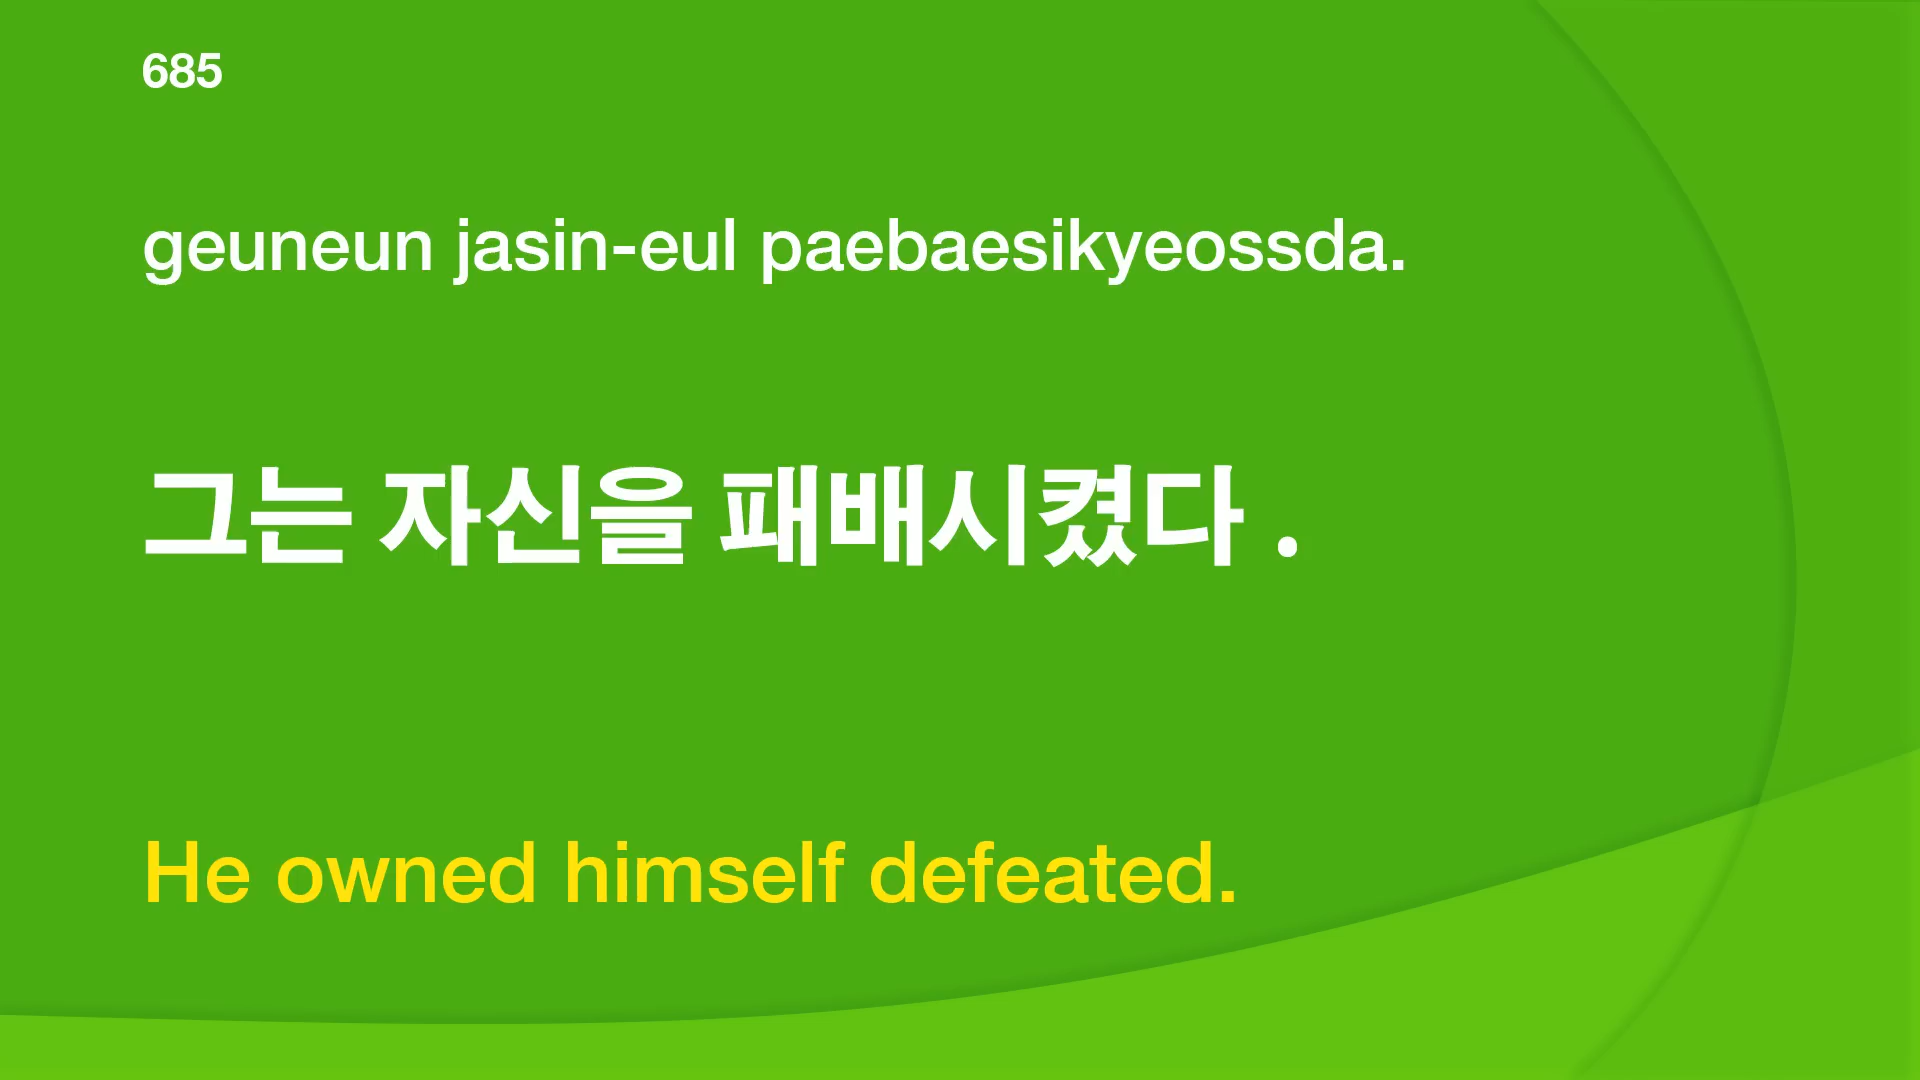 685
geuneun jasin-eul paebaesikyeossda.
그는 자신을 패배시켰다 .
He owned himself defeated.